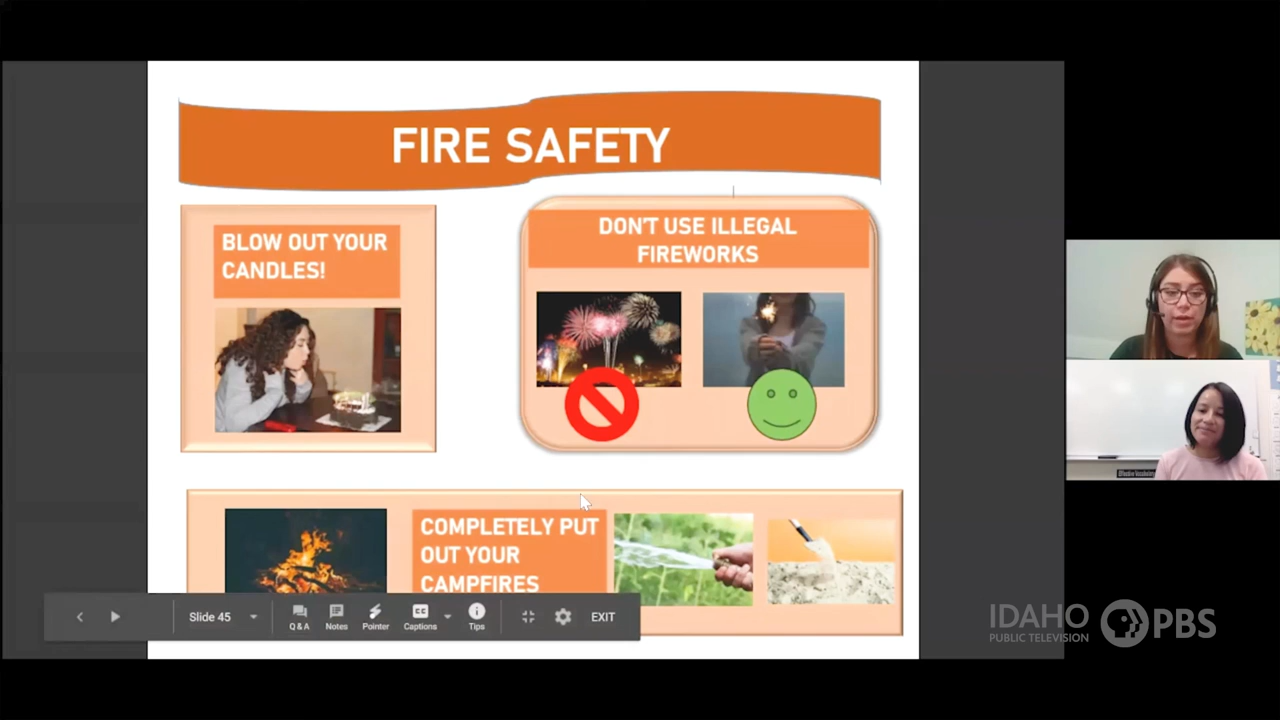 FIRE SAFETY
BLOW OUT YOUR
CANDLES!
DON'T USE ILLEGAL
FIREWORKS
COMPLETELY PUT
OUT YOUR
CAMPFIRES
Slide 45
Q & A
Notes
Pointer
Captions
CC
Tips
EXIT
IDAHO
PUBLIC TELEVISION
PBS